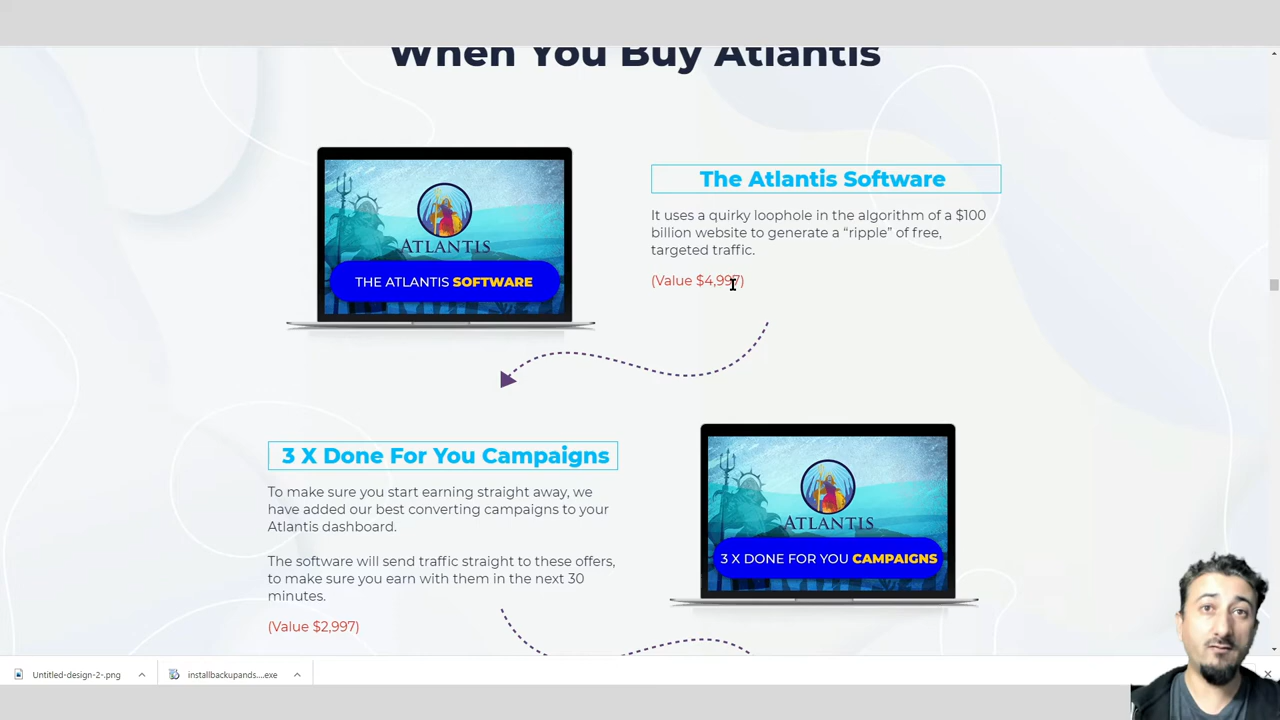 When You Buy Atlantis
ATLANTIS
THE ATLANTIS SOFTWARE
The Atlantis Software
It uses a quirky loophole in the algorithm of a $100
billion website to generate a “ripple” of free,
targeted traffic.
(Value $4,997)
3 X Done For You Campaigns
To make sure you start earning straight away, we
have added our best converting campaigns to your
Atlantis dashboard.
The software will send traffic straight to these offers,
to make sure you earn with them in the next 30
minutes.
(Value $2,997)
ATLANTIS
3 X DONE FOR YOU CAMPAIGNS
Untitled-design-2-.png
installbackupands....exe